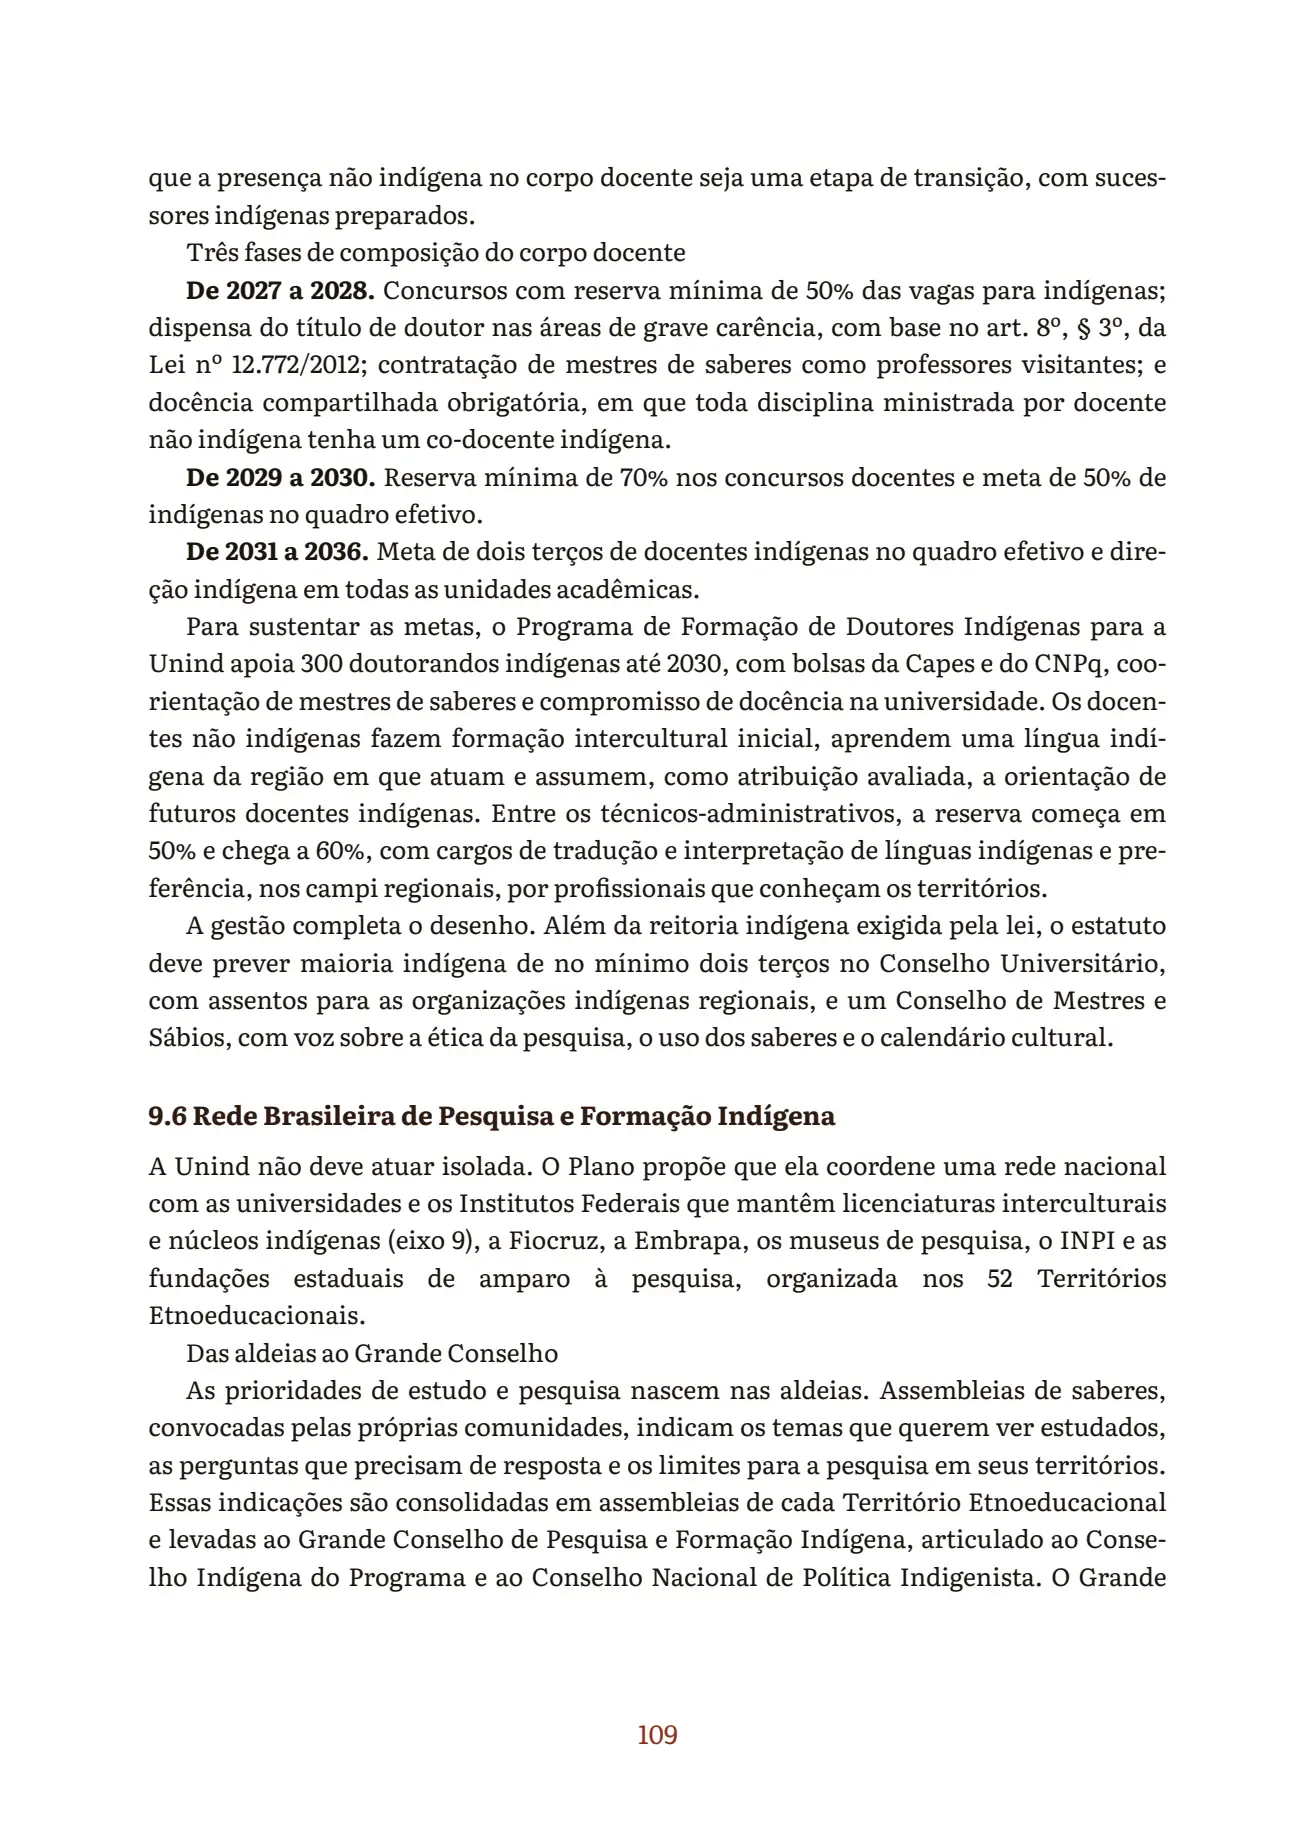 que a presença não indígena no corpo docente seja uma etapa de transição, com suces-
sores indígenas preparados.
Três fases de composição do corpo docente
De 2027 a 2028. Concursos com reserva mínima de 50% das vagas para indígenas;
dispensa do título de doutor nas áreas de grave carência, com base no art. 8º, § 3º, da
Lei nº 12.772/2012; contratação de mestres de saberes como professores visitantes; e
docência compartilhada obrigatória, em que toda disciplina ministrada por docente
não indígena tenha um co-docente indígena.
De 2029 a 2030. Reserva mínima de 70% nos concursos docentes e meta de 50% de
indígenas no quadro efetivo.
De 2031 a 2036. Meta de dois terços de docentes indígenas no quadro efetivo e dire-
ção indígena em todas as unidades acadêmicas.
Para sustentar as metas, o Programa de Formação de Doutores Indígenas para a
Unind apoia 300 doutorandos indígenas até 2030, com bolsas da Capes e do CNPq, coo-
rientação de mestres de saberes e compromisso de docência na universidade. Os docen-
tes não indígenas fazem formação intercultural inicial, aprendem uma língua indí-
gena da região em que atuam e assumem, como atribuição avaliada, a orientação de
futuros docentes indígenas. Entre os técnicos-administrativos, a reserva começa em
50% e chega a 60%, com cargos de tradução e interpretação de línguas indígenas e pre-
ferência, nos campi regionais, por profissionais que conheçam os territórios.
A gestão completa o desenho. Além da reitoria indígena exigida pela lei, o estatuto
deve prever maioria indígena de no mínimo dois terços no Conselho Universitário,
com assentos para as organizações indígenas regionais, e um Conselho de Mestres e
Sábios, com voz sobre a ética da pesquisa, o uso dos saberes e o calendário cultural.
9.6 Rede Brasileira de Pesquisa e Formação Indígena
A Unind não deve atuar isolada. O Plano propõe que ela coordene uma rede nacional
com as universidades e os Institutos Federais que mantêm licenciaturas interculturais
e núcleos indígenas (eixo 9), a Fiocruz, a Embrapa, os museus de pesquisa, o INPI e as
fundações estaduais de amparo à pesquisa, organizada nos 52 Territórios
Etnoeducacionais.
Das aldeias ao Grande Conselho
As prioridades de estudo e pesquisa nascem nas aldeias. Assembleias de saberes,
convocadas pelas próprias comunidades, indicam os temas que querem ver estudados,
as perguntas que precisam de resposta e os limites para a pesquisa em seus territórios.
Essas indicações são consolidadas em assembleias de cada Território Etnoeducacional
e levadas ao Grande Conselho de Pesquisa e Formação Indígena, articulado ao Conse-
lho Indígena do Programa e ao Conselho Nacional de Política Indigenista. O Grande
109